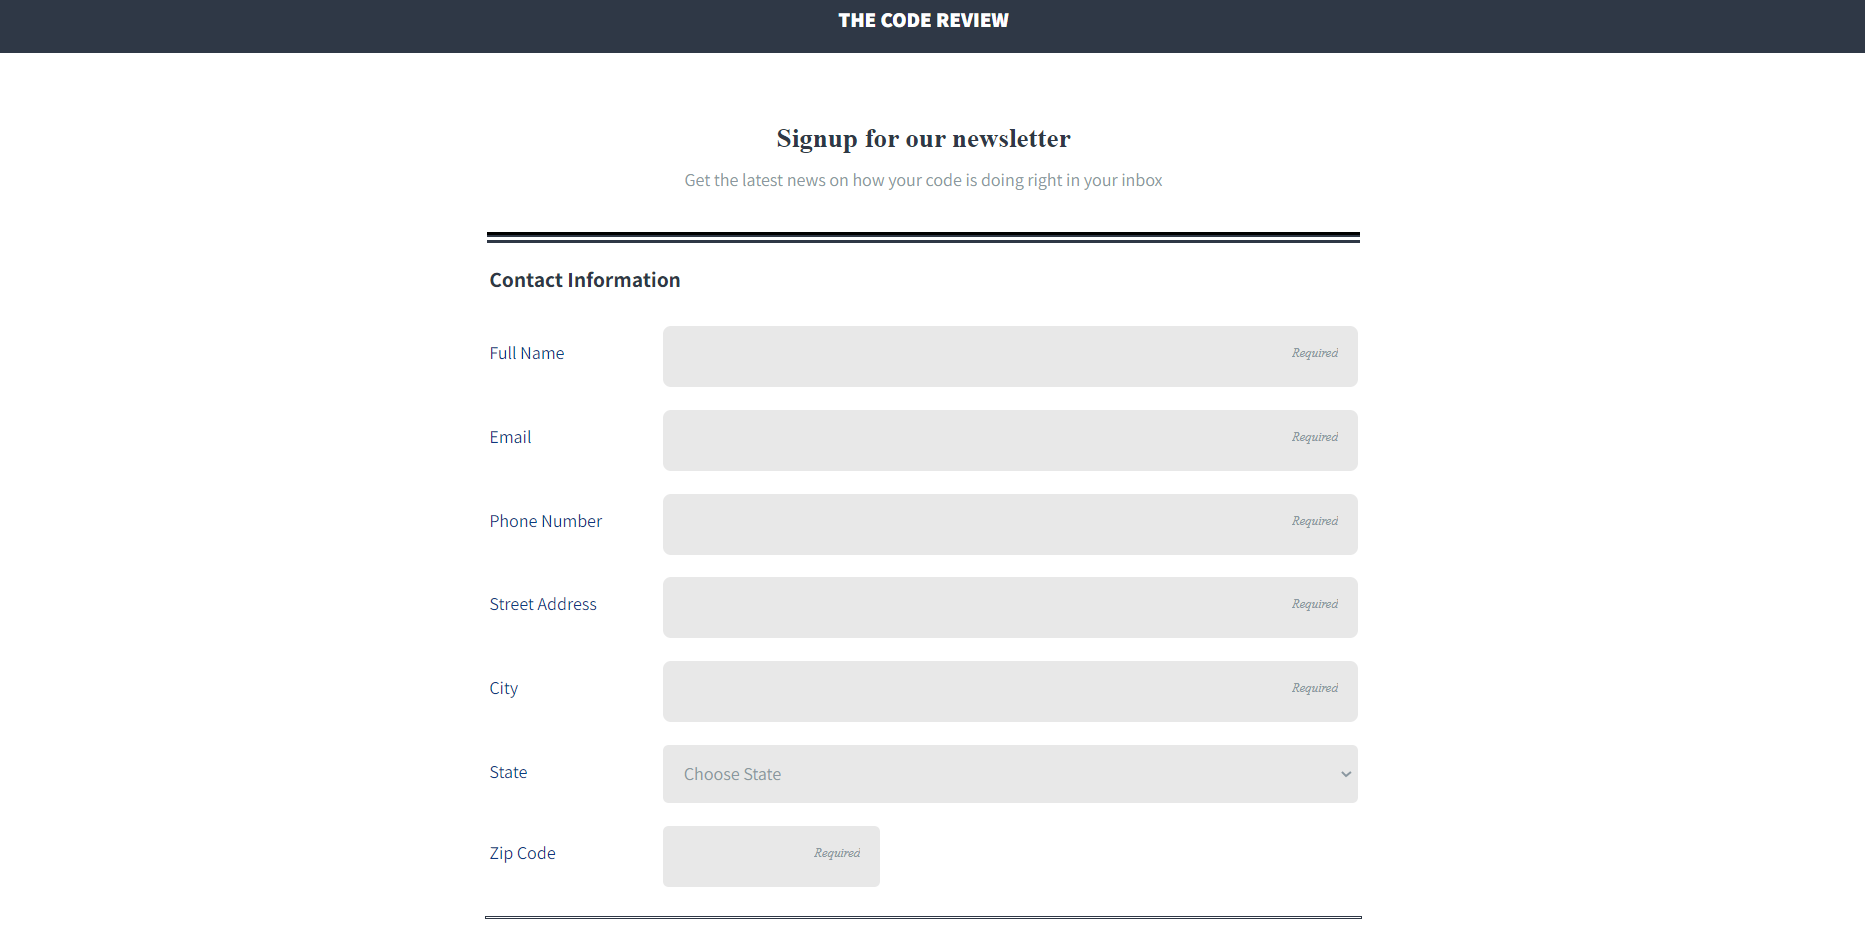 THE CODE REVIEW
Signup for our newsletter
Get the latest news on how your code is doing right in your inbox
Contact Information
Full Name Required
Email Required
Phone Number Required
Street Address Required
City Required
State Choose State
Zip Code Required